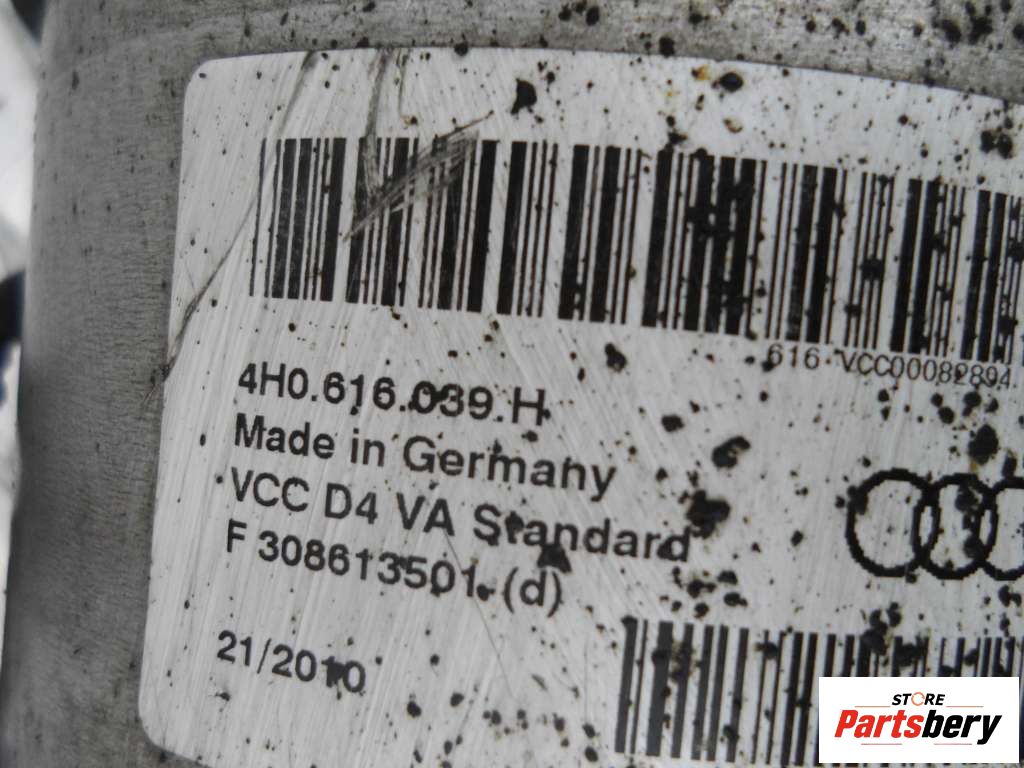 616 VCC00082894
4H0.616.039.H
Made in Germany
VCC D4 VA Standard
F 308613501 (d)
21/2010
STORE
Partsbery